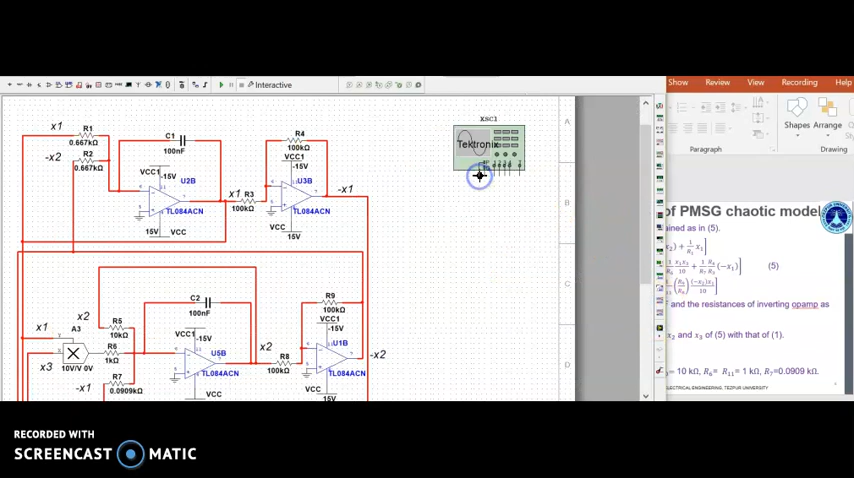 Show Review View Recording Help
Interactive
Shapes Arrange
Paragraph
Drawing
XSC1
Tektronix
A
B
C
D
x1
R1
0.667kΩ
-x2
R2
0.667kΩ
C1
100nF
VCC1
-15V
U2B
TL084ACN
15V
VCC
x1
R3
100kΩ
R4
100kΩ
VCC1
-15V
U3B
TL084ACN
VCC
15V
-x1
x1
x2
x3
A3
10V/V 0V
R5
10kΩ
R6
1kΩ
-x1
R7
0.0909kΩ
C2
100nF
VCC1
-15V
U5B
TL084ACN
VCC
x2
R8
100kΩ
R9
100kΩ
VCC1
-15V
U1B
TL084ACN
VCC
15V
-x2
of PMSG chaotic model
ained as in (5).
(5)
and the resistances of inverting opamp as
x₂ and x₃ of (5) with that of (1).
= 10 kΩ, R₆= R₁₁= 1 kΩ, R₇=0.0909 kΩ.
ELECTRICAL ENGINEERING, TEZPUR UNIVERSITY
RECORDED WITH
SCREENCAST MATIC